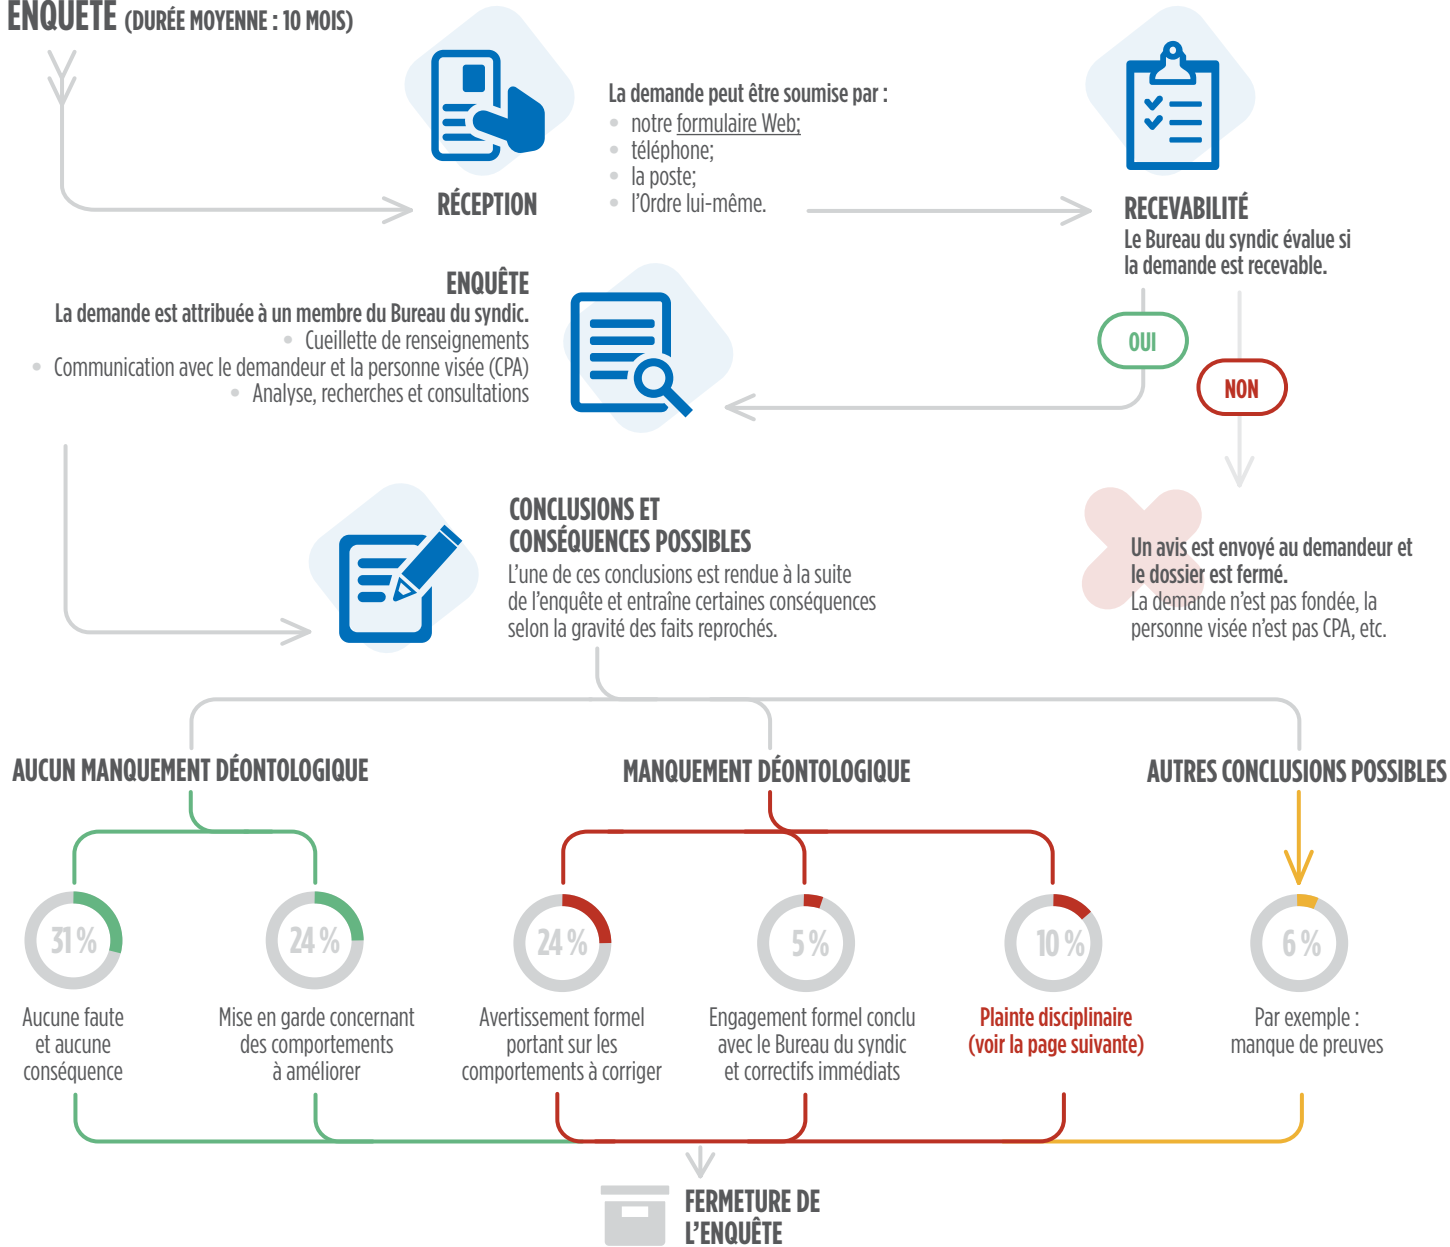 ENQUÊTE (DURÉE MOYENNE : 10 MOIS)
La demande peut être soumise par :
• notre formulaire Web;
• téléphone;
• la poste;
• l’Ordre lui-même.
RÉCEPTION
RECEVABILITÉ
Le Bureau du syndic évalue si
la demande est recevable.
OUI
NON
ENQUÊTE
La demande est attribuée à un membre du Bureau du syndic.
• Cueillette de renseignements
• Communication avec le demandeur et la personne visée (CPA)
• Analyse, recherches et consultations
Un avis est envoyé au demandeur et
le dossier est fermé.
La demande n’est pas fondée, la
personne visée n’est pas CPA, etc.
CONCLUSIONS ET
CONSÉQUENCES POSSIBLES
L’une de ces conclusions est rendue à la suite
de l’enquête et entraîne certaines conséquences
selon la gravité des faits reprochés.
AUCUN MANQUEMENT DÉONTOLOGIQUE
31 %
Aucune faute
et aucune
conséquence
24 %
Mise en garde concernant
des comportements
à améliorer
MANQUEMENT DÉONTOLOGIQUE
24 %
Avertissement formel
portant sur les
comportements à corriger
5 %
Engagement formel conclu
avec le Bureau du syndic
et correctifs immédiats
10 %
Plainte disciplinaire
(voir la page suivante)
AUTRES CONCLUSIONS POSSIBLES
6 %
Par exemple :
manque de preuves
FERMETURE DE
L’ENQUÊTE